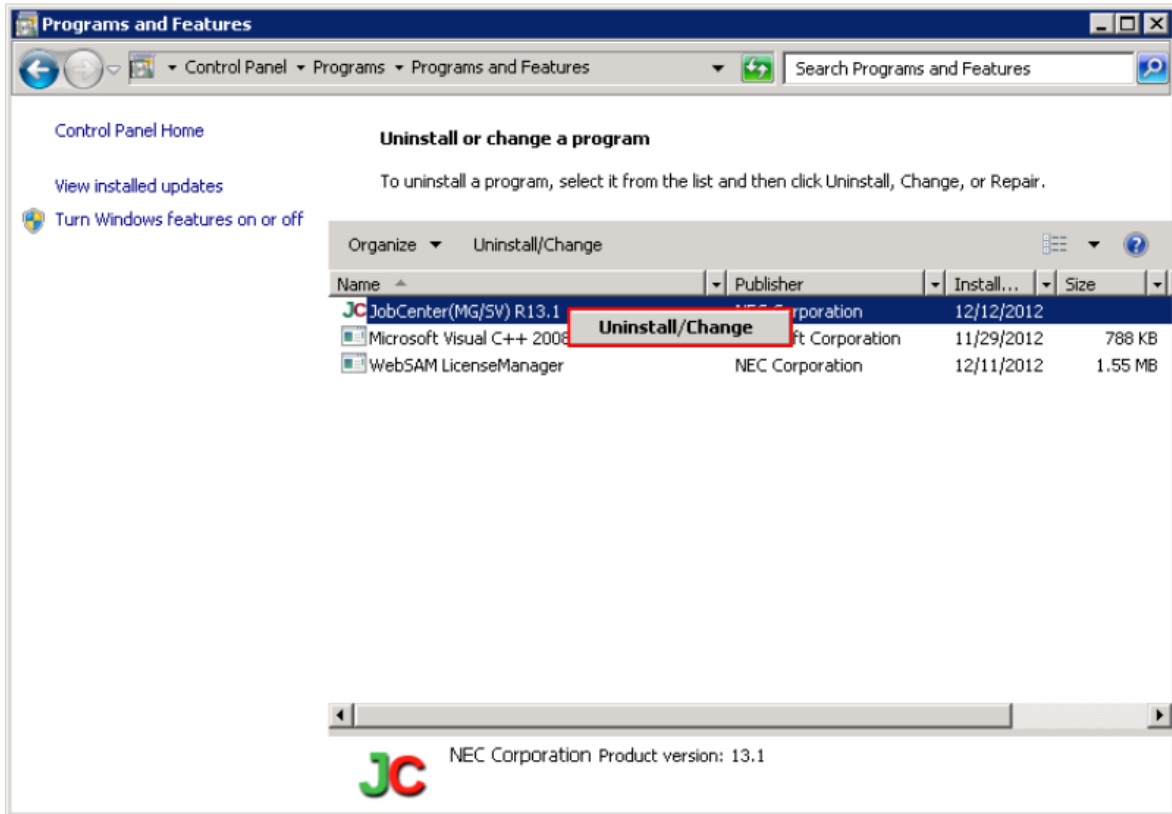 Programs and Features
Control Panel Programs Programs and Features Search Programs and Features
Control Panel Home
Uninstall or change a program
View installed updates
To uninstall a program, select it from the list and then click Uninstall, Change, or Repair.
Turn Windows features on or off
Organize Uninstall/Change
Name Publisher Install... Size
JC JobCenter(MG/SV) R13.1 NEC Corporation 12/12/2012
Uninstall/Change
Microsoft Visual C++ 2008 ft Corporation 11/29/2012 788 KB
WebSAM LicenseManager NEC Corporation 12/11/2012 1.55 MB
JC NEC Corporation Product version: 13.1